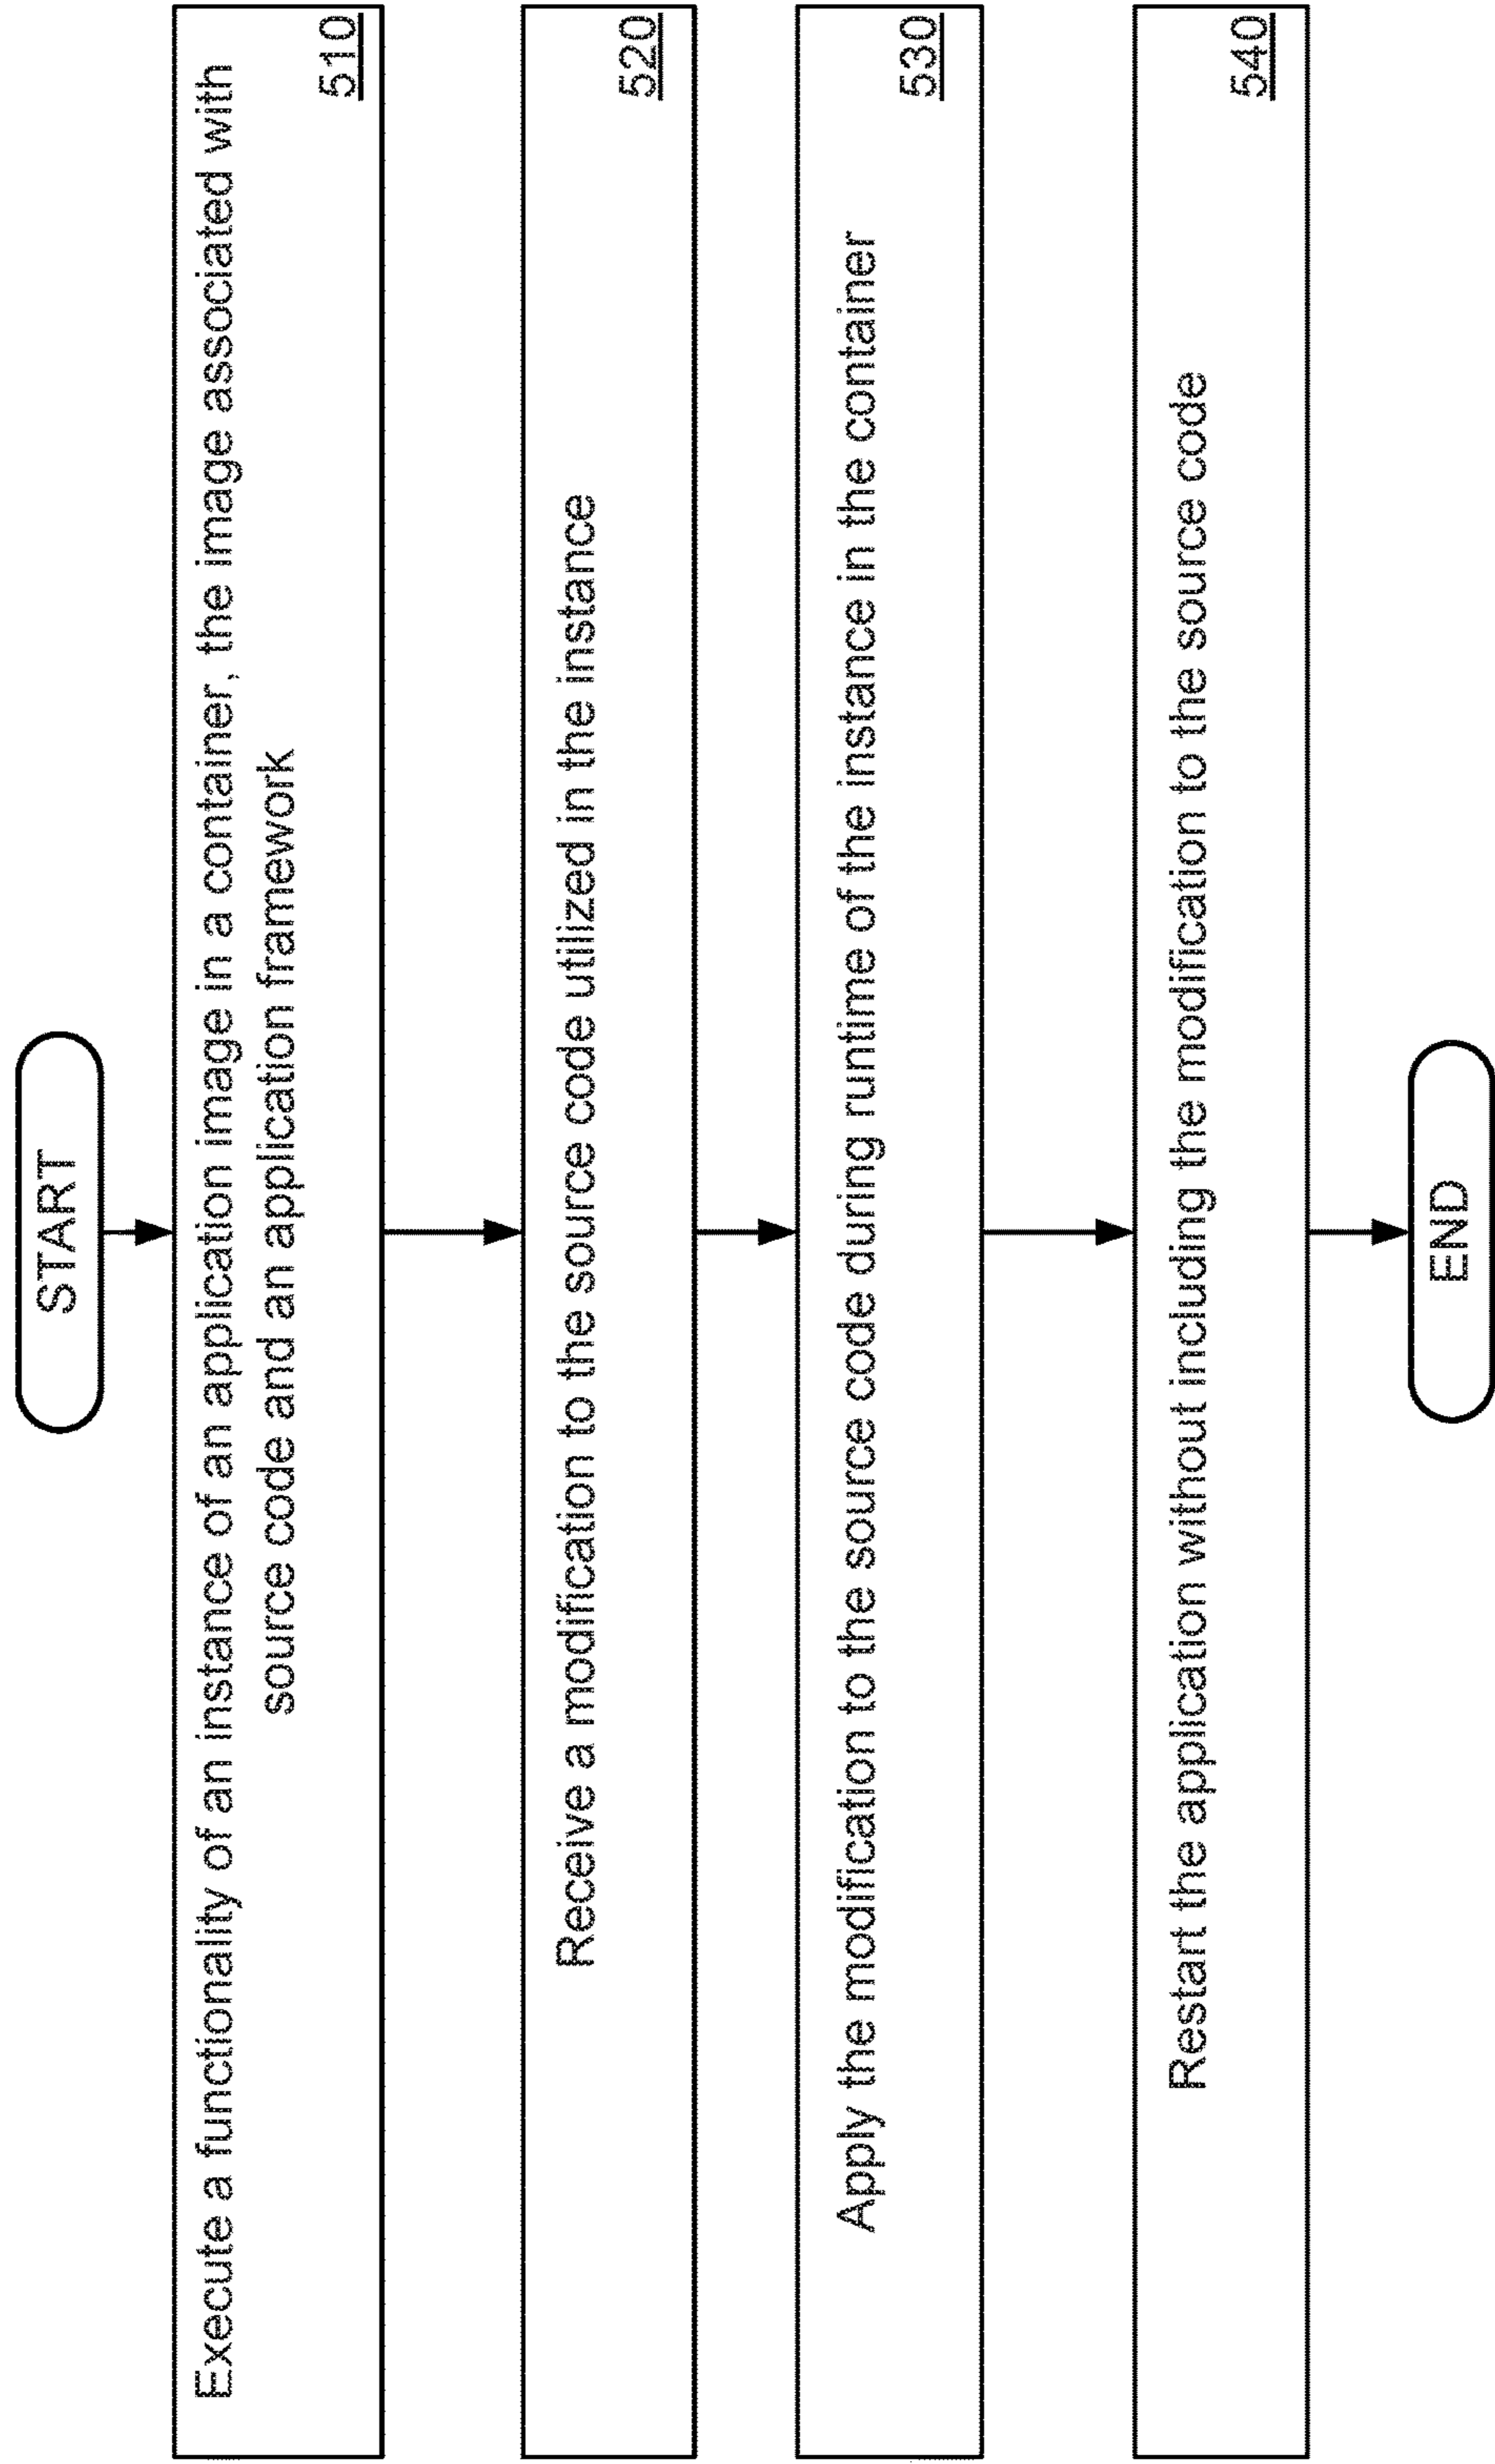 START
Execute a functionality of an instance of an application image in a container, the image associated with
source code and an application framework
510
Receive a modification to the source code utilized in the instance
520
Apply the modification to the source code during runtime of the instance in the container
530
Restart the application without including the modification to the source code
540
END